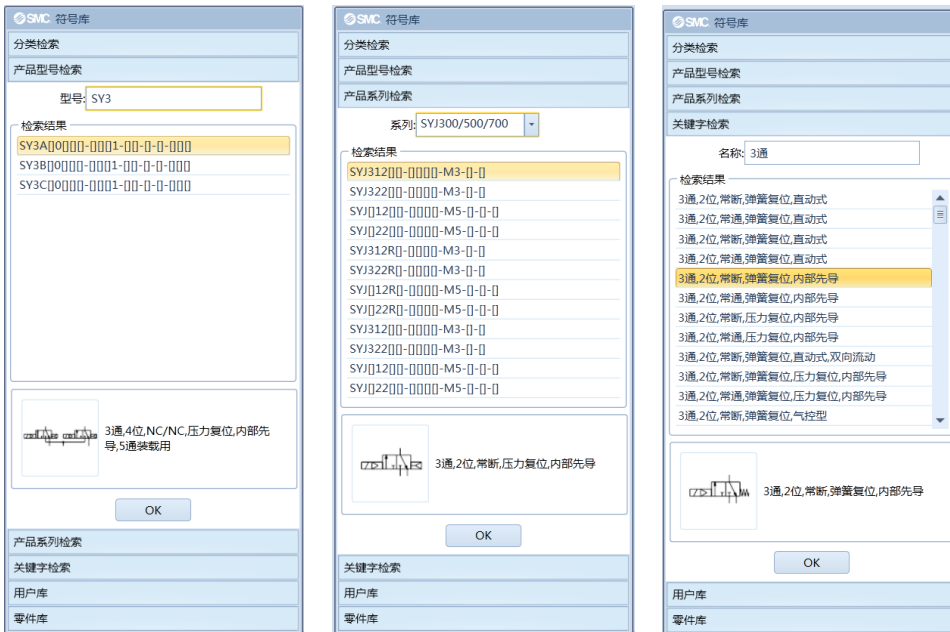 SMC 符号库
分类检索
产品型号检索
型号: SY3
检索结果
SY3A[]0[][][]-[][][]1-[][]-[]-[]-[][][]
SY3B[]0[][][]-[][][][]-[][]-[]-[]-[][][]
SY3C[]0[][][]-[][][]1-[][]-[]-[]-[][][]
3通,4位,NC/NC,压力复位,内部先
导,5通装载用
OK
产品系列检索
关键字检索
用户库
零件库
SMC 符号库
分类检索
产品型号检索
产品系列检索
系列: SYJ300/500/700
检索结果
SYJ312[][]-[][][][]-M3-[]-[]
SYJ322[][]-[][][][]-M3-[]-[]
SYJ[]12[][]-[][][][]-M5-[]-[]-[]
SYJ[]22[][]-[][][][]-M5-[]-[]-[]
SYJ312R[]-[][][][]-M3-[]-[]
SYJ322R[]-[][][][]-M3-[]-[]
SYJ[]12R[]-[][][][]-M5-[]-[]-[]
SYJ[]22R[]-[][][][]-M5-[]-[]-[]
SYJ312[][]-[][][][]-M3-[]-[]
SYJ322[][]-[][][][]-M3-[]-[]
SYJ[]12[][]-[][][][]-M5-[]-[]-[]
SYJ[]22[][]-[][][][]-M5-[]-[]-[]
3通,2位,常断,压力复位,内部先导
OK
关键字检索
用户库
零件库
SMC 符号库
分类检索
产品型号检索
产品系列检索
关键字检索
名称: 3通
检索结果
3通,2位,常断,弹簧复位,直动式
3通,2位,常通,弹簧复位,直动式
3通,2位,常断,弹簧复位,直动式
3通,2位,常通,弹簧复位,直动式
3通,2位,常断,弹簧复位,内部先导
3通,2位,常通,弹簧复位,内部先导
3通,2位,常断,压力复位,内部先导
3通,2位,常通,压力复位,内部先导
3通,2位,常断,弹簧复位,直动式,双向流动
3通,2位,常断,弹簧复位,压力复位,内部先导
3通,2位,常通,弹簧复位,压力复位,内部先导
3通,2位,常断,弹簧复位,气控型
3通,2位,常断,弹簧复位,内部先导
OK
用户库
零件库